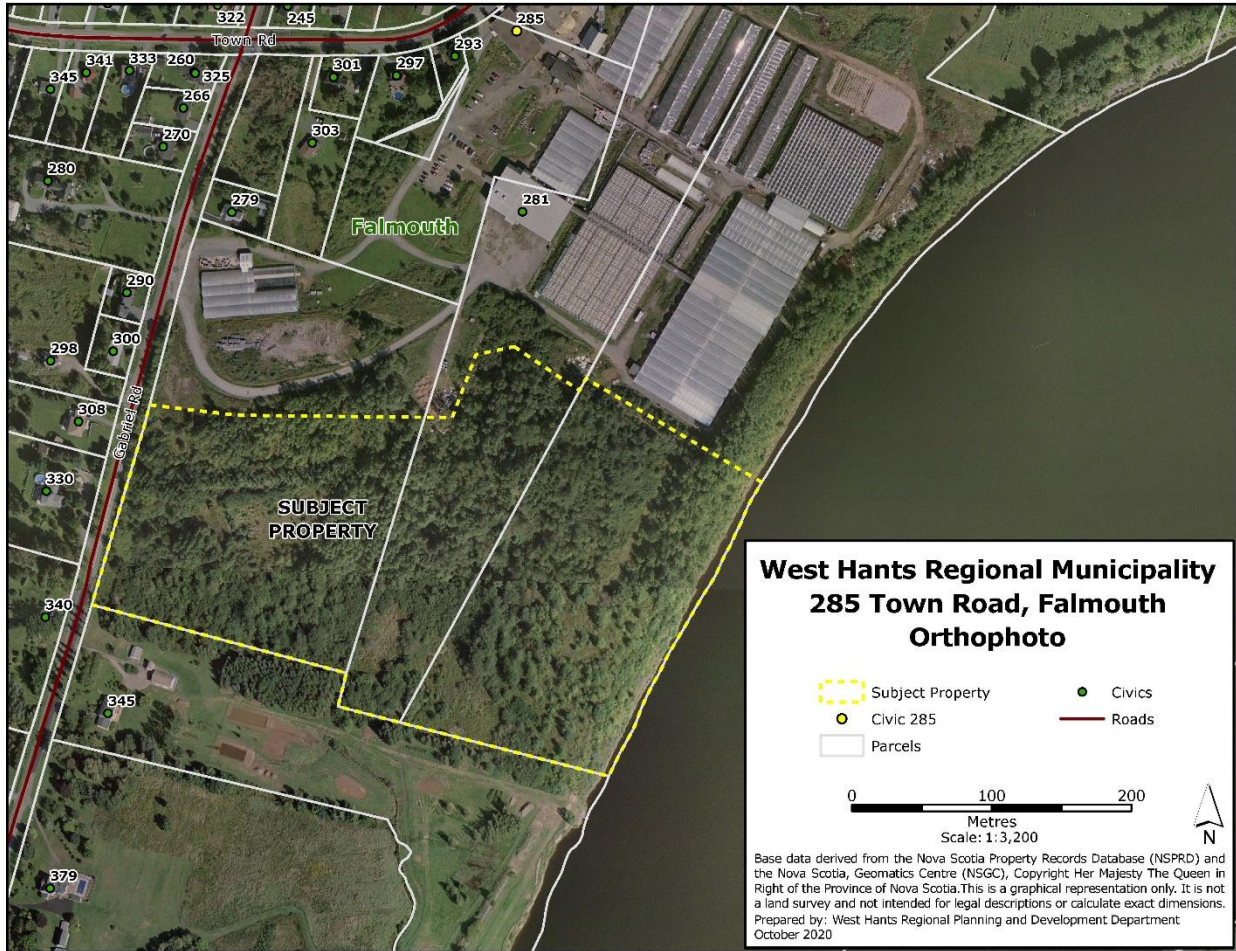 322
245
285
Town Rd
293
341
333
260
301
297
345
325
266
303
270
280
279
281
Falmouth
290
300
298
308
Gabriel Rd
330
SUBJECT
PROPERTY
340
345
379
West Hants Regional Municipality
285 Town Road, Falmouth
Orthophoto
Subject Property
Civics
Civic 285
Roads
Parcels
0 100 200
Metres
Scale: 1:3,200
N
Base data derived from the Nova Scotia Property Records Database (NSPRD) and
the Nova Scotia, Geomatics Centre (NSGC), Copyright Her Majesty The Queen in
Right of the Province of Nova Scotia.This is a graphical representation only. It is not
a land survey and not intended for legal descriptions or calculate exact dimensions.
Prepared by: West Hants Regional Planning and Development Department
October 2020